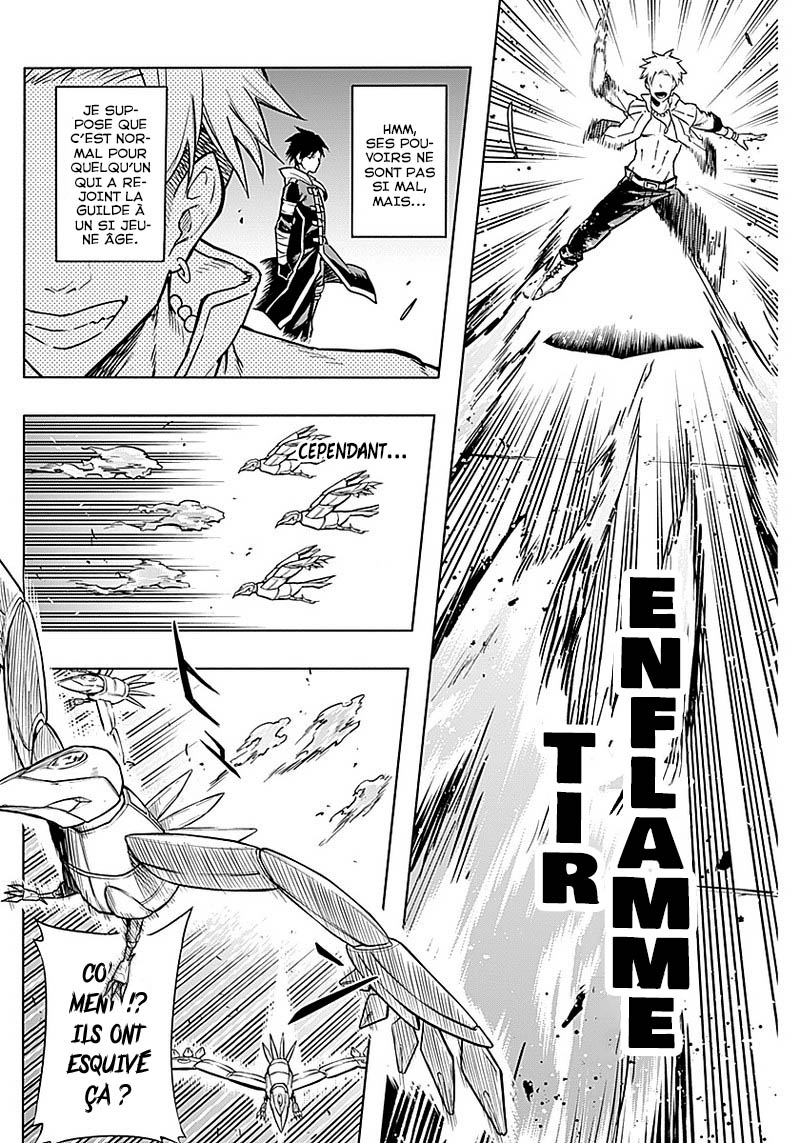 ENFLAMME
TIR
HMM,
SES POU-
VOIRS NE
SONT PAS
SI MAL,
MAIS...
JE SUP-
POSE QUE
C'EST NOR-
MAL POUR
QUELQU'UN
QUI A RE-
JOINT LA
GUILDE À
UN SI JEU-
NE ÂGE.
CEPENDANT...
CO
MENT !?
ILS ONT
ESQUIVÉ
ÇA ?